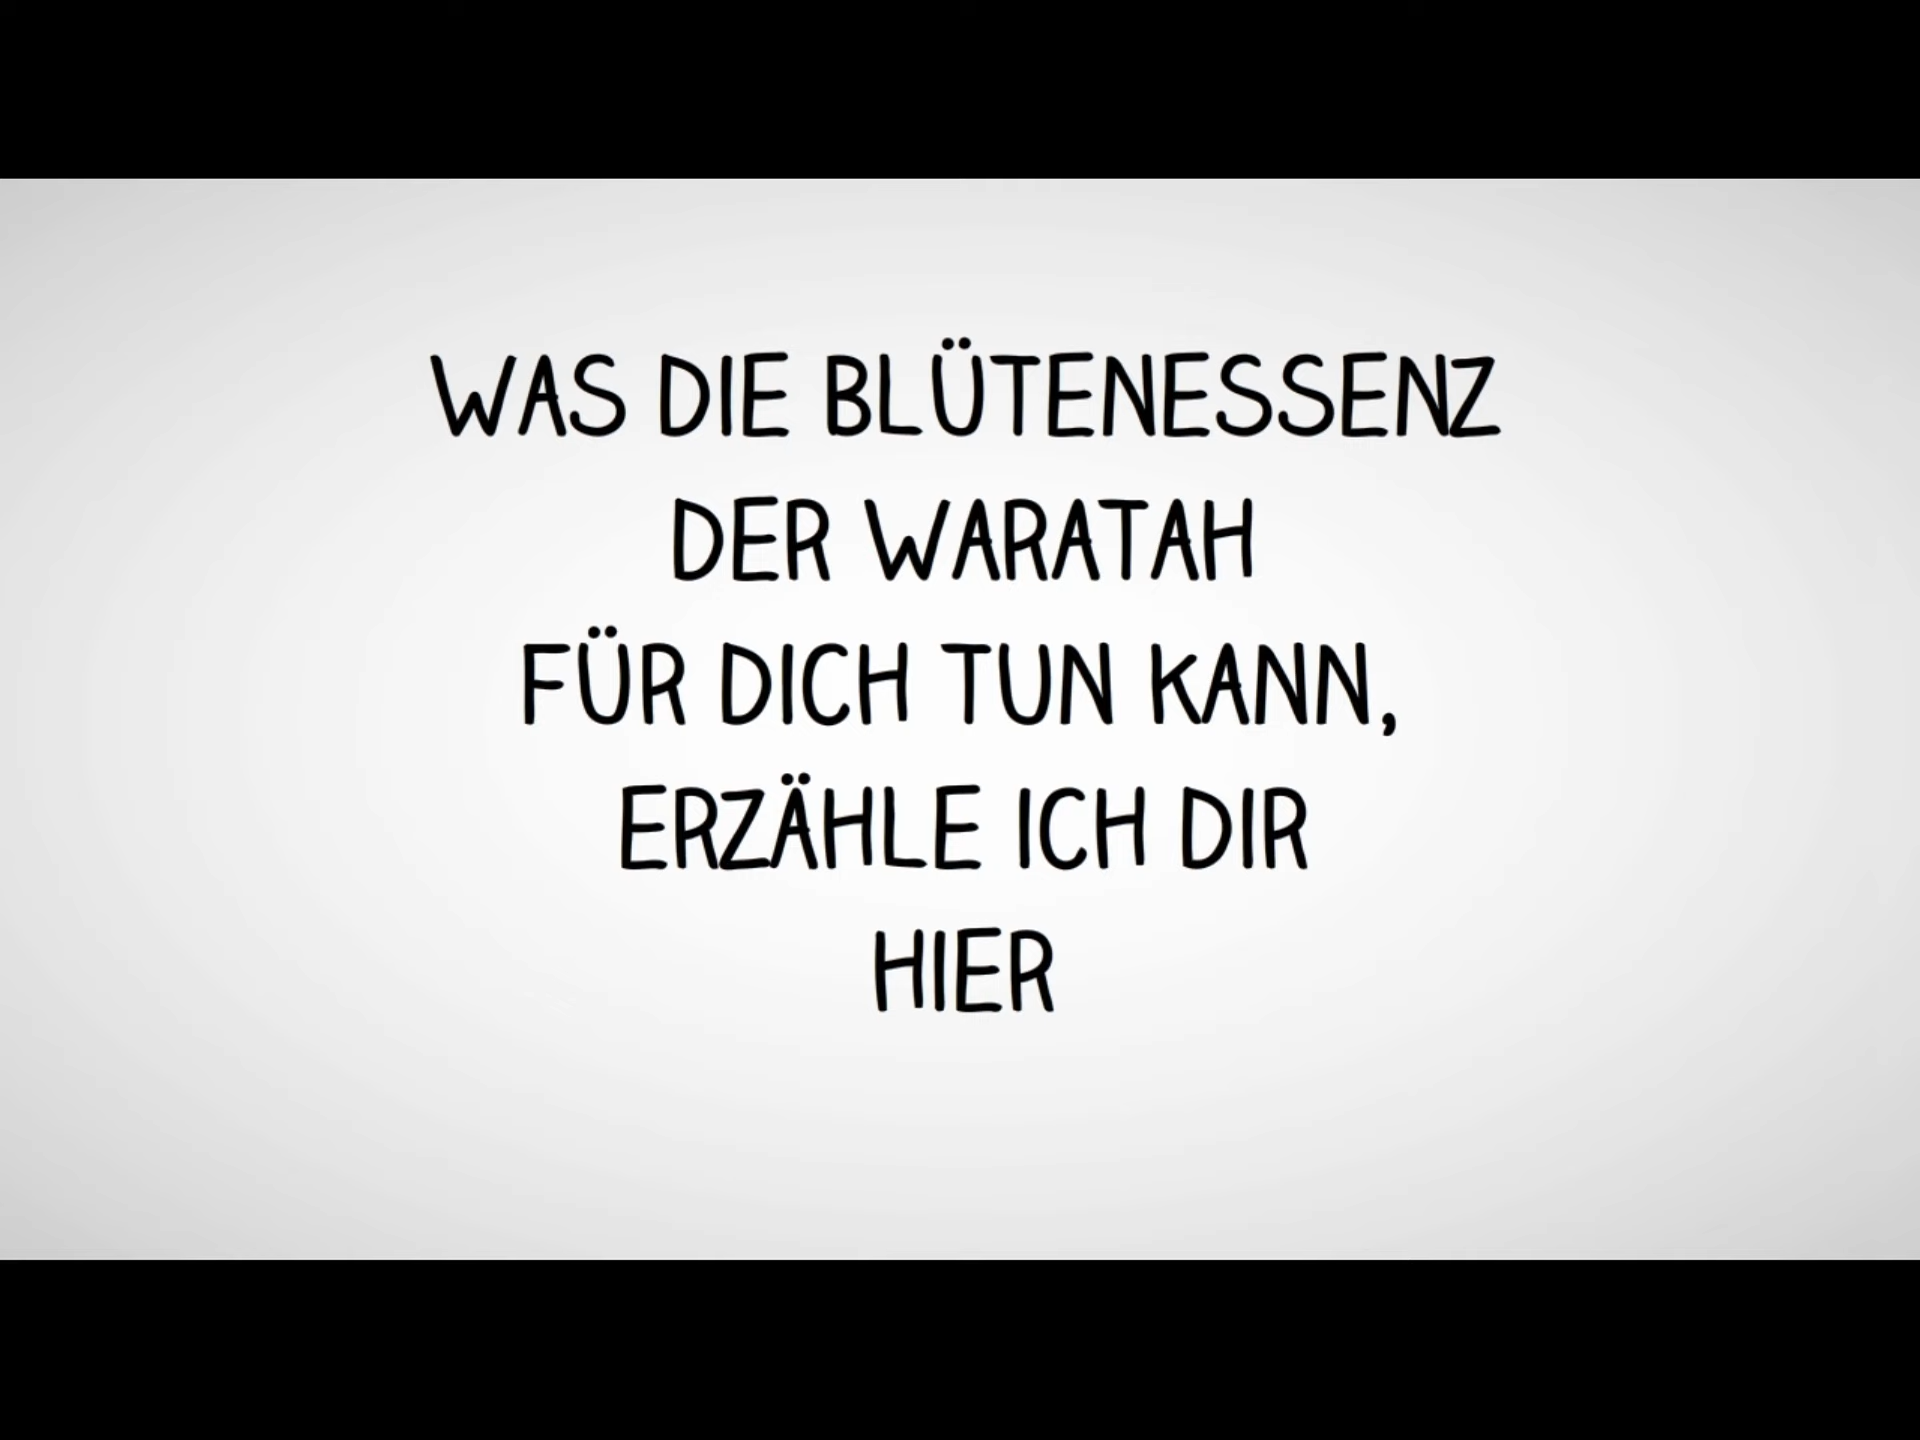 WAS DIE BLÜTENESSENZ
DER WARATAH
FÜR DICH TUN KANN,
ERZÄHLE ICH DIR
HIER